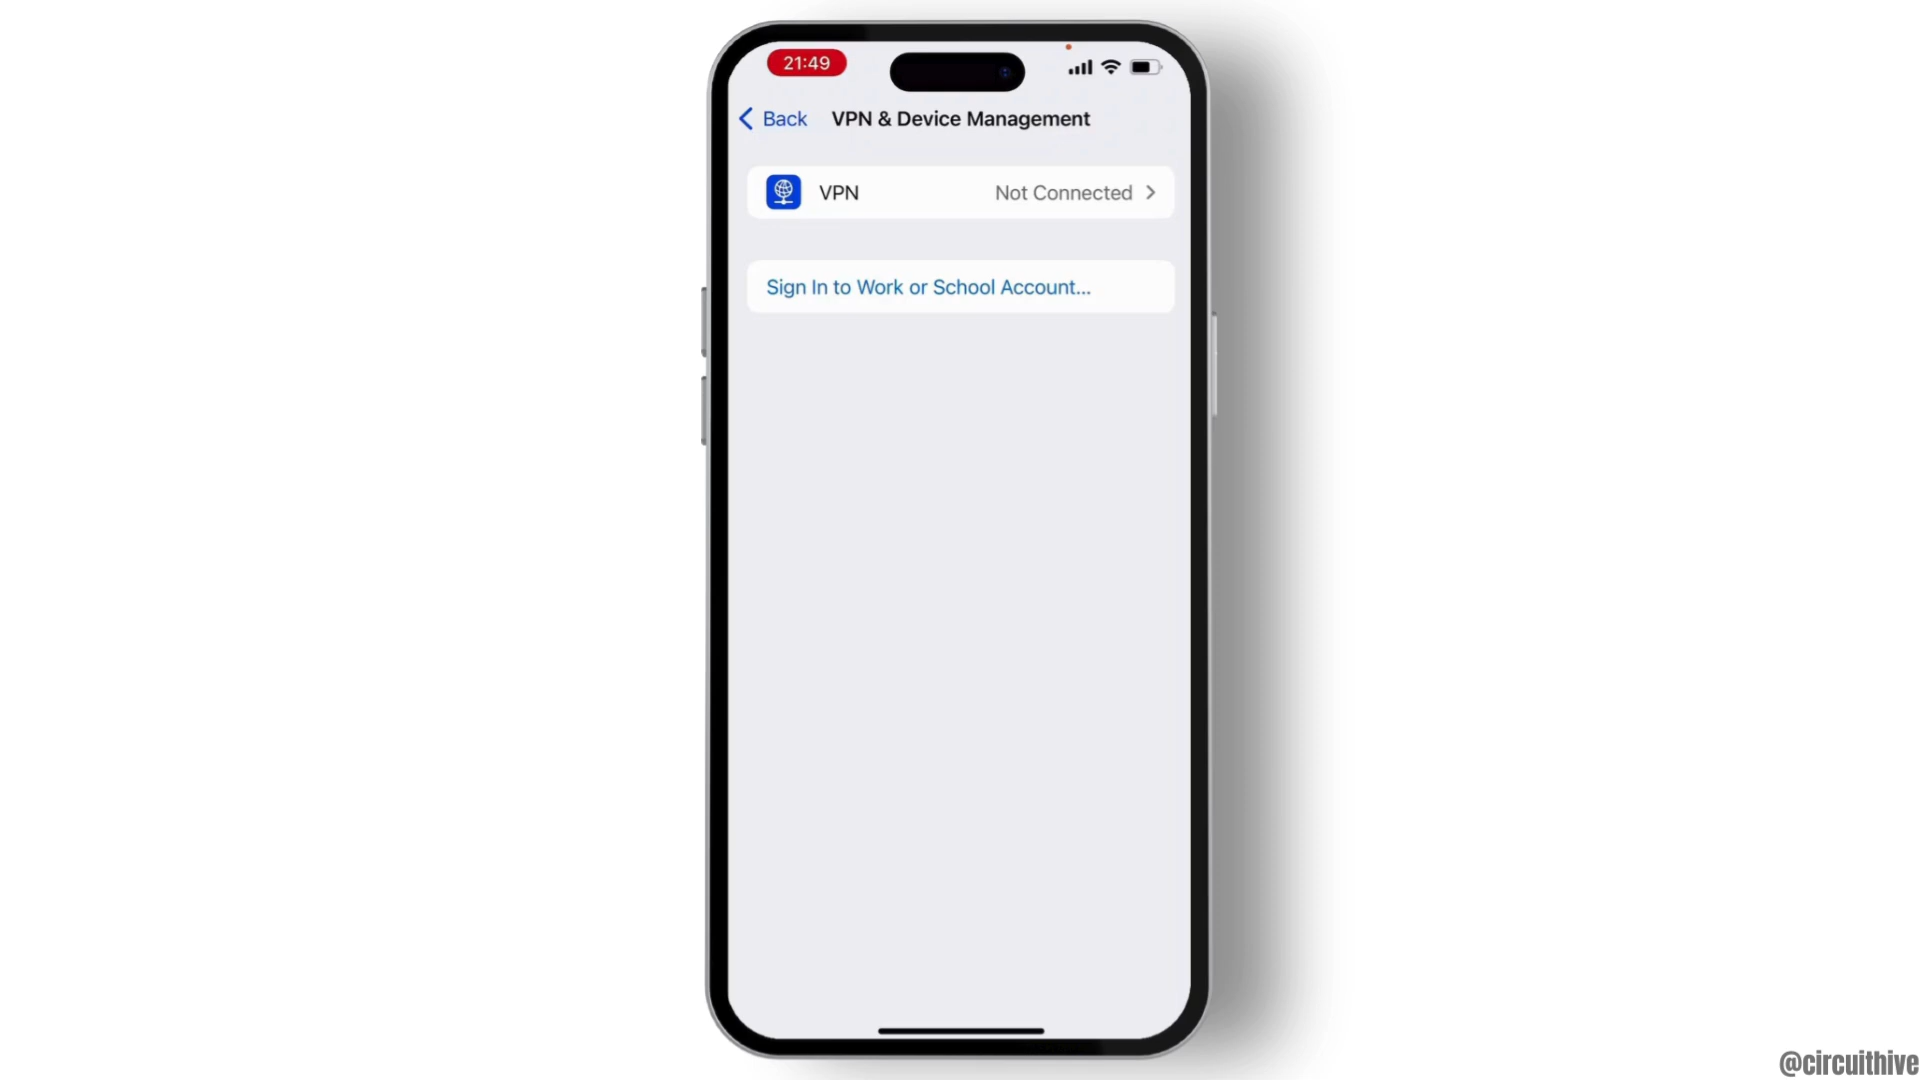 21:49
Back VPN & Device Management
VPN Not Connected
Sign In to Work or School Account...
@circuithive